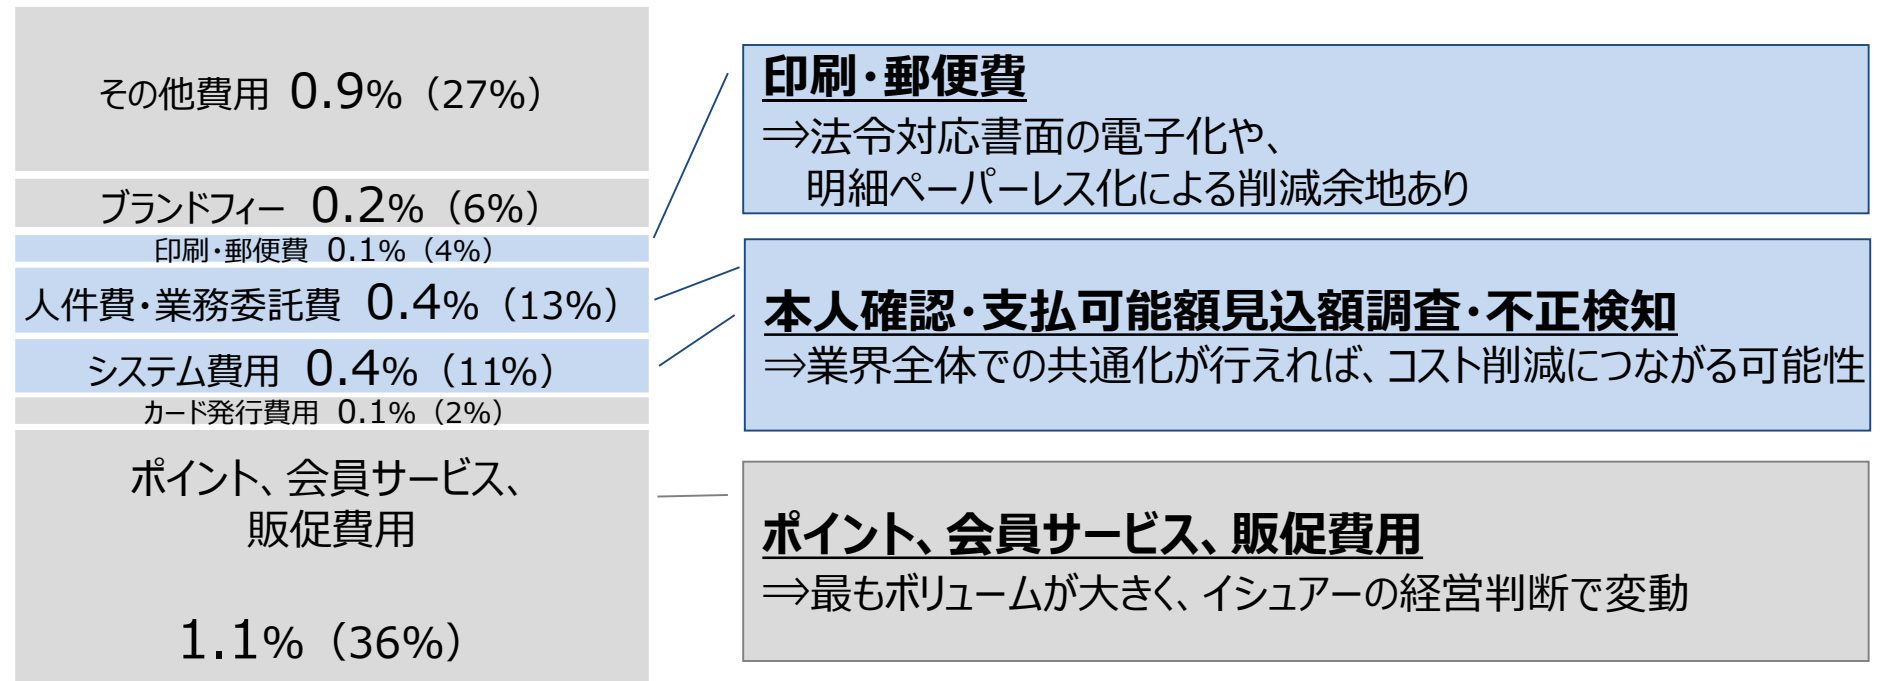 その他費用 0.9%（27%）
ブランドフィー 0.2%（6%）
印刷・郵便費 0.1%（4%）
人件費・業務委託費 0.4%（13%）
システム費用 0.4%（11%）
カード発行費用 0.1%（2%）
ポイント、会員サービス、
販促費用
1.1%（36%）
印刷・郵便費
⇒法令対応書面の電子化や、
明細ペーパーレス化による削減余地あり
本人確認・支払可能額見込額調査・不正検知
⇒業界全体での共通化が行えれば、コスト削減につながる可能性
ポイント、会員サービス、販促費用
⇒最もボリュームが大きく、イシュアーの経営判断で変動